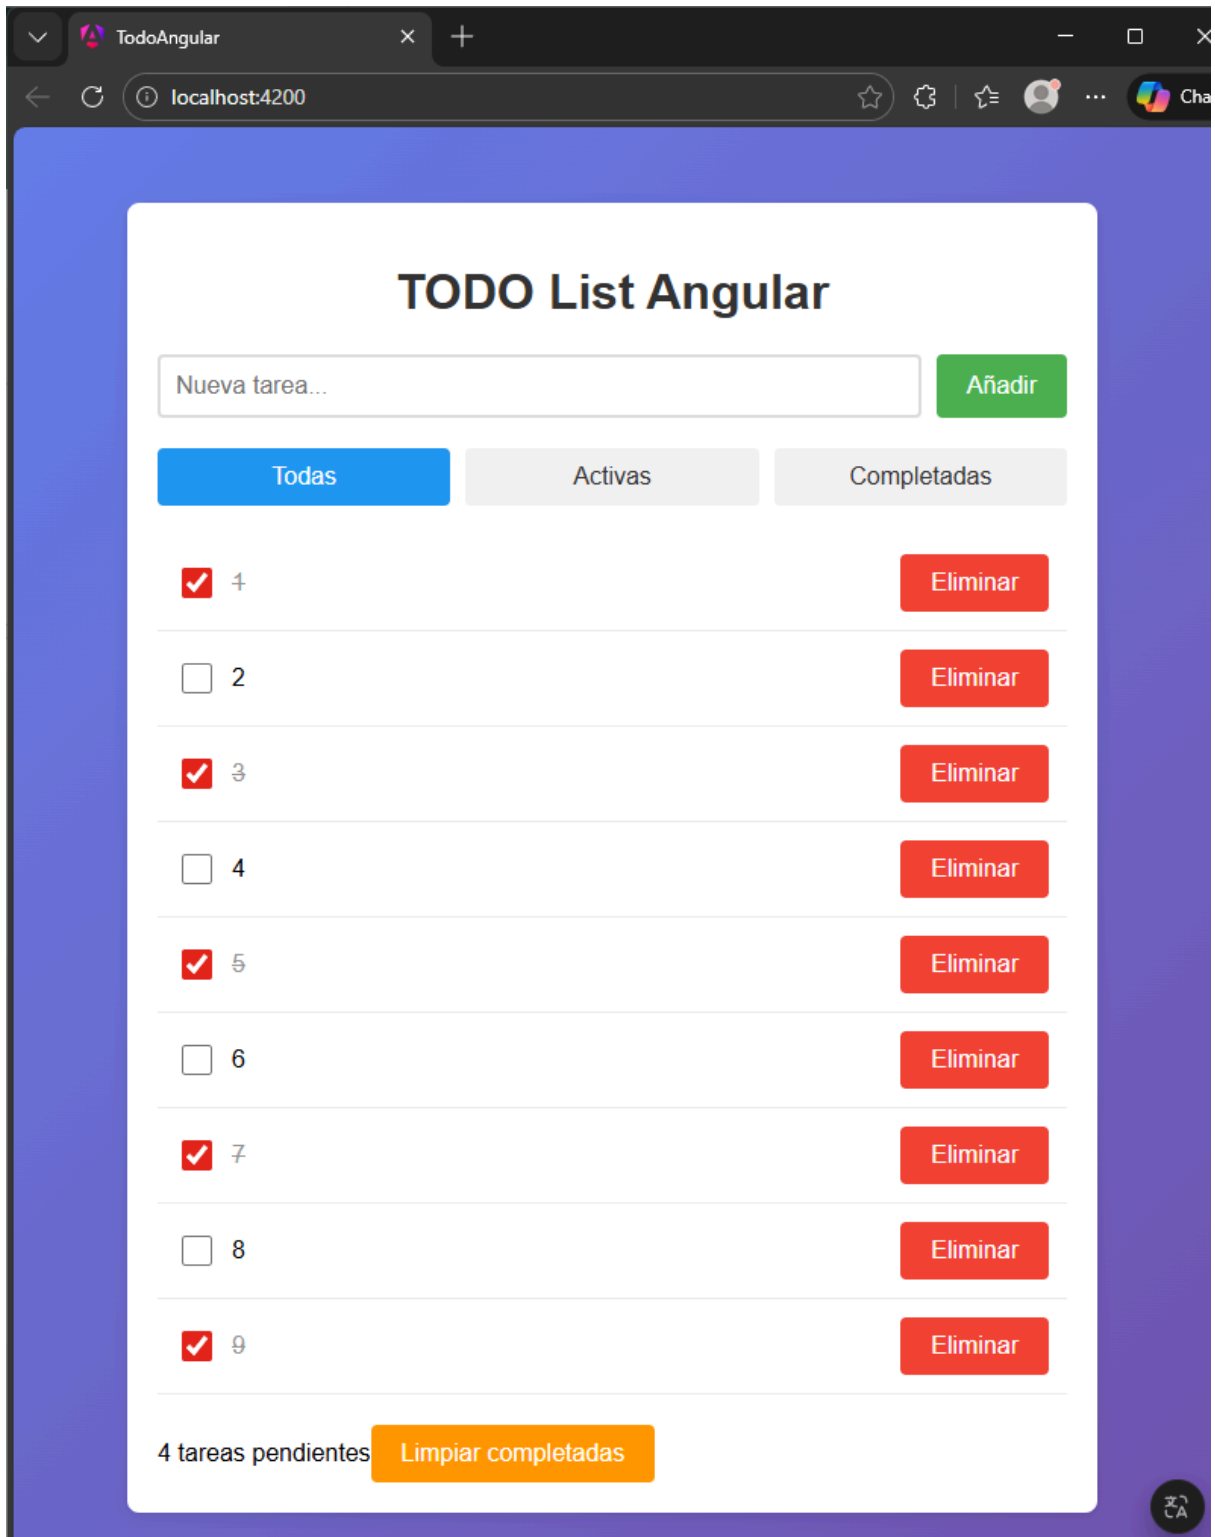 TodoAngular
localhost:4200
Cha
TODO List Angular
Nueva tarea...
Añadir
Todas
Activas
Completadas
1
Eliminar
2
Eliminar
3
Eliminar
4
Eliminar
5
Eliminar
6
Eliminar
7
Eliminar
8
Eliminar
9
Eliminar
4 tareas pendientes
Limpiar completadas